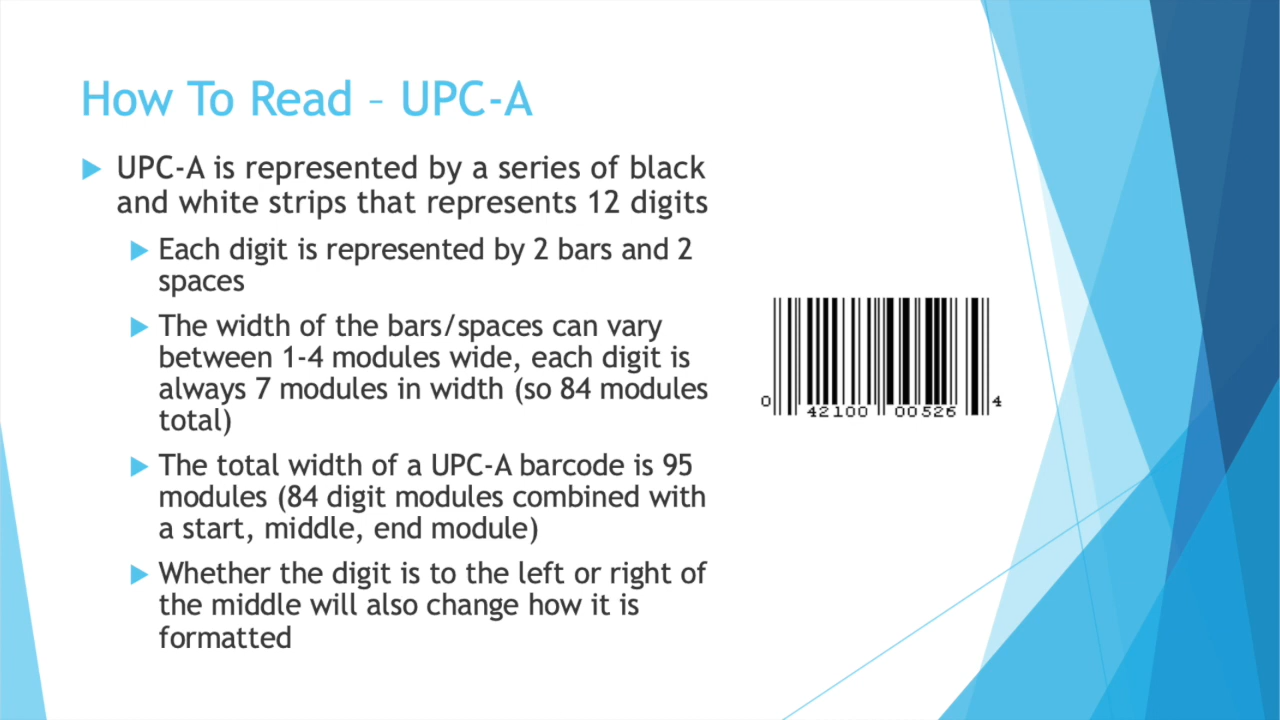 How To Read – UPC-A
UPC-A is represented by a series of black
and white strips that represents 12 digits
Each digit is represented by 2 bars and 2
spaces
The width of the bars/spaces can vary
between 1-4 modules wide, each digit is
always 7 modules in width (so 84 modules
total)
The total width of a UPC-A barcode is 95
modules (84 digit modules combined with
a start, middle, end module)
Whether the digit is to the left or right of
the middle will also change how it is
formatted
0 42100 00526 4